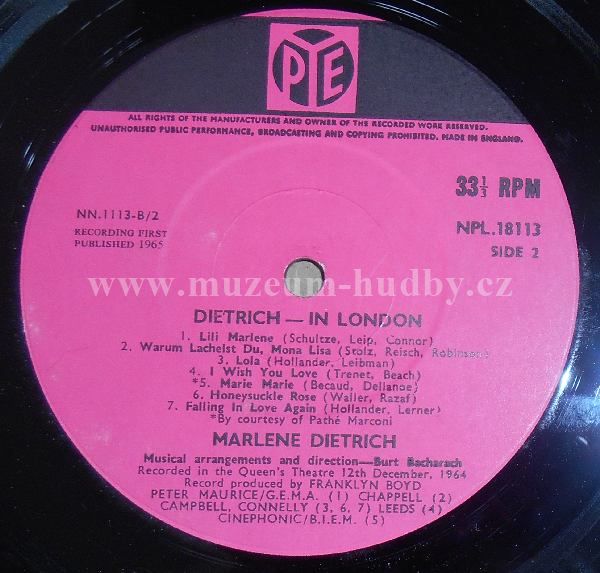 PYE
ALL RIGHTS OF THE MANUFACTURERS AND OWNER OF THE RECORDED WORK RESERVED.
UNAUTHORISED PUBLIC PERFORMANCE, BROADCASTING AND COPYING PROHIBITED. MADE IN ENGLAND.
33⅓ RPM
NN.1113-B/2
RECORDING FIRST
PUBLISHED 1965
NPL.18113
SIDE 2
www.muzeum-hudby.cz
DIETRICH — IN LONDON
1. Lili Marlene (Schultze, Leip, Connor)
2. Warum Lachelst Du, Mona Lisa (Stolz, Reisch, Robinson)
3. Lola (Hollander, Leibman)
4. I Wish You Love (Trenet, Beach)
*5. Marie Marie (Becaud, Dellanoe)
6. Honeysuckle Rose (Waller, Razaf)
7. Falling In Love Again (Hollander, Lerner)
*By courtesy of Pathé Marconi
MARLENE DIETRICH
Musical arrangements and direction—Burt Bacharach
Recorded in the Queen's Theatre 12th December, 1964
Record produced by FRANKLYN BOYD
PETER MAURICE/G.E.M.A. (1) CHAPPELL (2)
CAMPBELL, CONNELLY (3, 6, 7) LEEDS (4)
CINEPHONIC/B.I.E.M. (5)